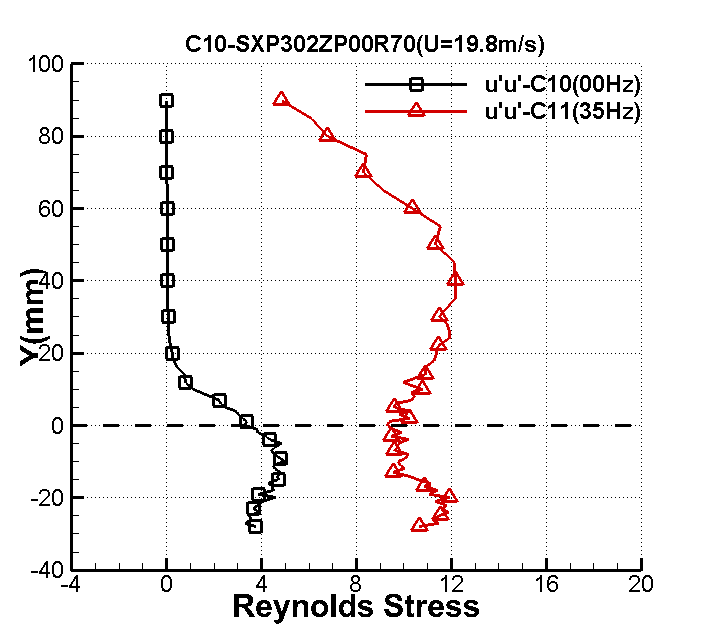 C10-SXP302ZP00R70(U=19.8m/s)
u'u'-C10(00Hz)
u'u'-C11(35Hz)
Y(mm)
100
80
60
40
20
0
-20
-40
-4 0 4 8 12 16 20
Reynolds Stress